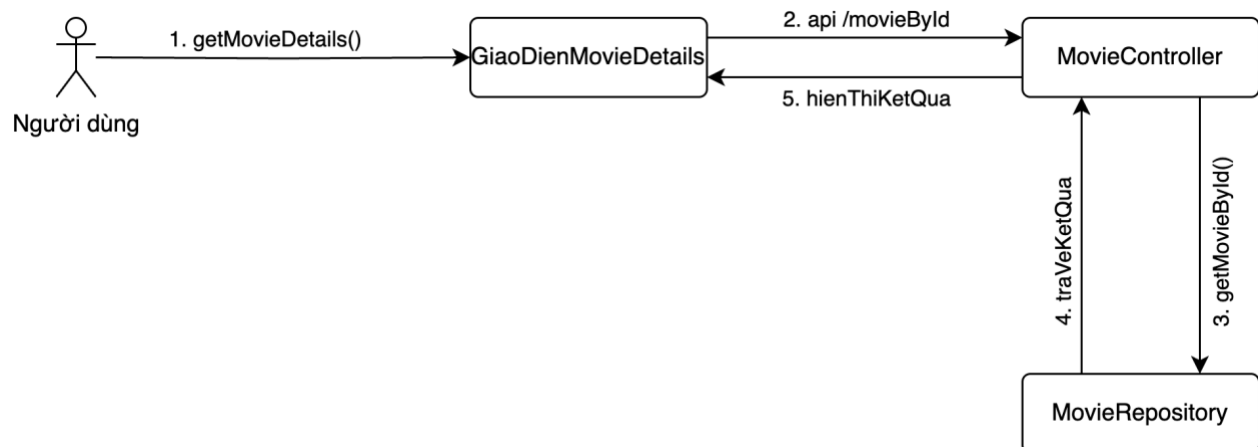 1. getMovieDetails()
GiaoDienMovieDetails
2. api /movieById
MovieController
5. hienThiKetQua
Người dùng
4. traVeKetQua
3. getMovieById()
MovieRepository